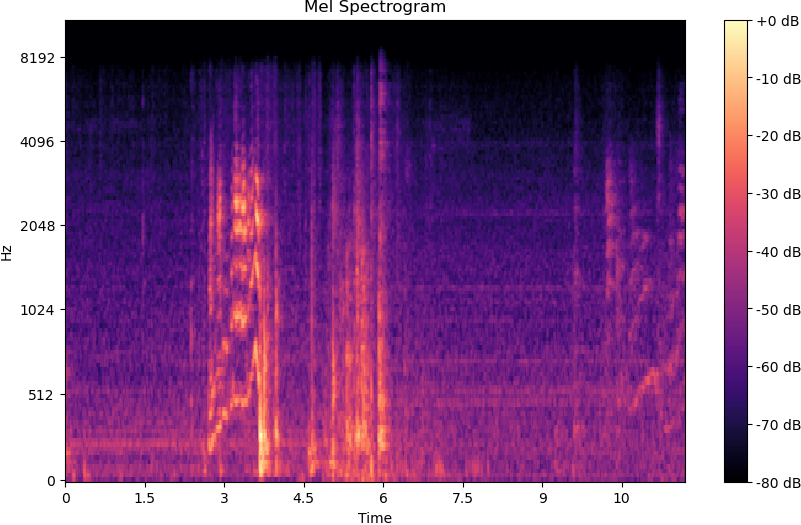 Mel Spectrogram
Hz
8192
4096
2048
1024
512
0
0 1.5 3 4.5 6 7.5 9 10
Time
+0 dB
-10 dB
-20 dB
-30 dB
-40 dB
-50 dB
-60 dB
-70 dB
-80 dB